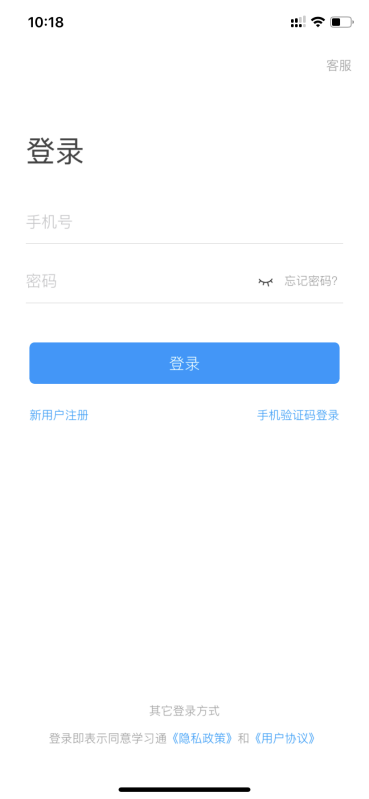 10:18
客服
登录
手机号
密码
忘记密码?
登录
新用户注册
手机验证码登录
其它登录方式
登录即表示同意学习通《隐私政策》和《用户协议》